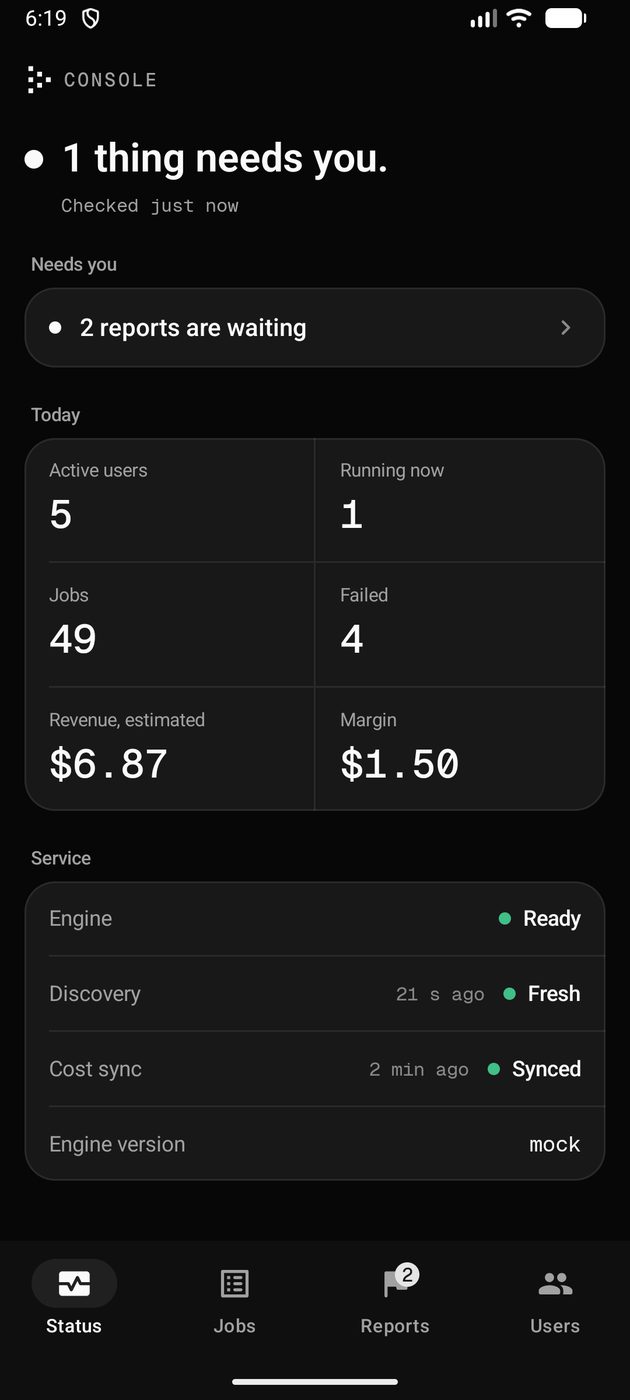 6:19
CONSOLE
1 thing needs you.
Checked just now
Needs you
2 reports are waiting
Today
Active users
5
Running now
1
Jobs
49
Failed
4
Revenue, estimated
$6.87
Margin
$1.50
Service
Engine
Ready
Discovery
21 s ago
Fresh
Cost sync
2 min ago
Synced
Engine version
mock
2
Status
Jobs
Reports
Users